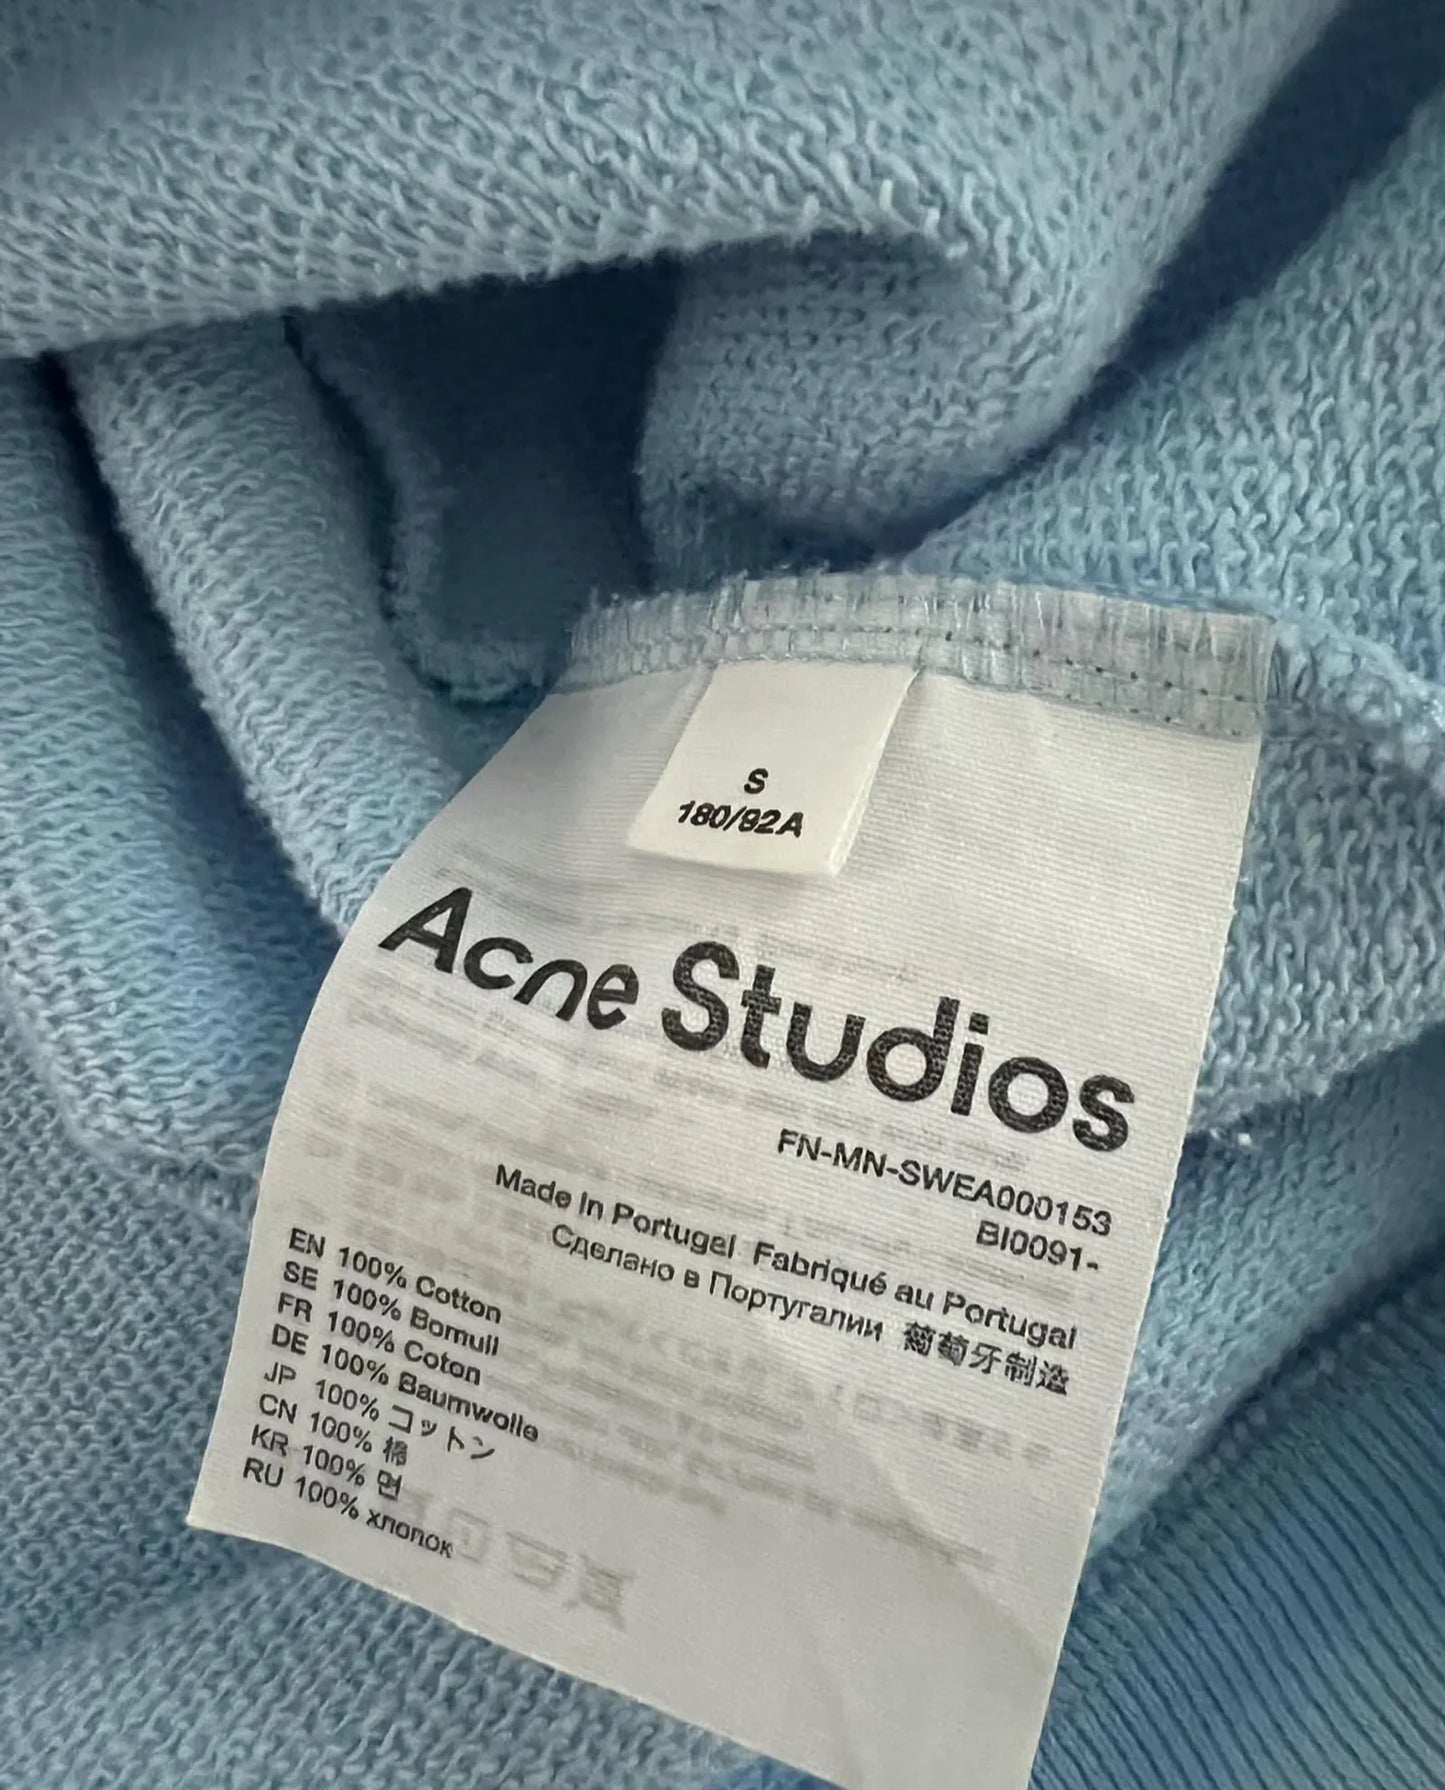 S
180/92A
Acne Studios
FN-MN-SWEA000153
BI0091-
Made In Portugal Fabriqué au Portugal
Сделано в Португалии 葡萄牙制造
EN 100% Cotton
SE 100% Bomull
FR 100% Coton
DE 100% Baumwolle
JP 100% コットン
CN 100% 棉
KR 100% 면
RU 100% хлопок